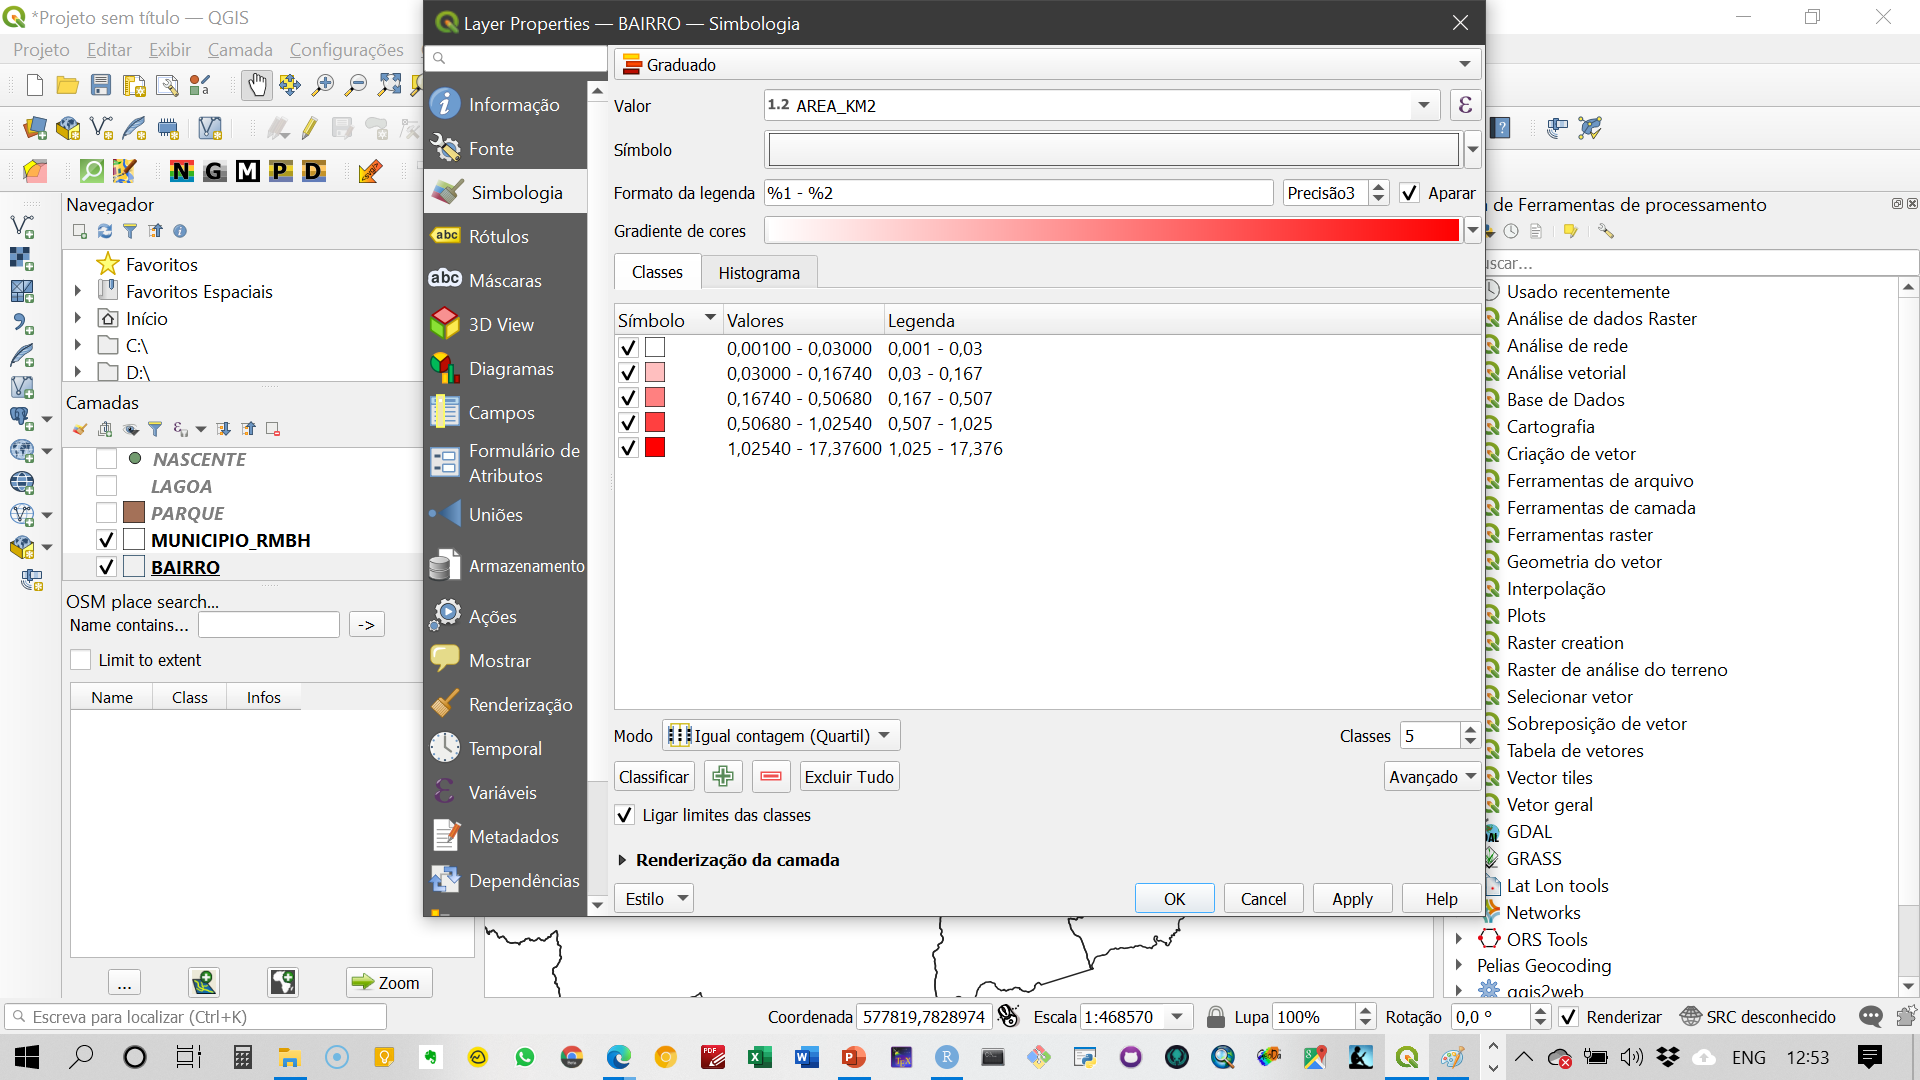 *Projeto sem título — QGIS
Projeto Editar Exibir Camada Configurações
N G M P D
Navegador
Favoritos
Favoritos Espaciais
Início
C:\
D:\
Camadas
NASCENTE
LAGOA
PARQUE
MUNICIPIO_RMBH
BAIRRO
OSM place search...
Name contains... ->
Limit to extent
Name Class Infos
... Zoom
Layer Properties — BAIRRO — Simbologia
Informação
Fonte
Simbologia
Rótulos
Máscaras
3D View
Diagramas
Campos
Formulário de
Atributos
Uniões
Armazenamento
Ações
Mostrar
Renderização
Temporal
Variáveis
Metadados
Dependências
Graduado
Valor 1.2 AREA_KM2 ε
Símbolo
Formato da legenda %1 - %2 Precisão3 Aparar
Gradiente de cores
Classes Histograma
Símbolo Valores Legenda
0,00100 - 0,03000 0,001 - 0,03
0,03000 - 0,16740 0,03 - 0,167
0,16740 - 0,50680 0,167 - 0,507
0,50680 - 1,02540 0,507 - 1,025
1,02540 - 17,37600 1,025 - 17,376
Modo Igual contagem (Quartil) Classes 5
Classificar Excluir Tudo Avançado
Ligar limites das classes
Renderização da camada
Estilo OK Cancel Apply Help
de Ferramentas de processamento
Usado recentemente
Análise de dados Raster
Análise de rede
Análise vetorial
Base de Dados
Cartografia
Criação de vetor
Ferramentas de arquivo
Ferramentas de camada
Ferramentas raster
Geometria do vetor
Interpolação
Plots
Raster creation
Raster de análise do terreno
Selecionar vetor
Sobreposição de vetor
Tabela de vetores
Vector tiles
Vetor geral
GDAL
GRASS
Lat Lon tools
Networks
ORS Tools
Pelias Geocoding
qgis2web
Escreva para localizar (Ctrl+K) Coordenada 577819,7828974 Escala 1:468570 Lupa 100% Rotação 0,0 ° Renderizar SRC desconhecido
ENG 12:53